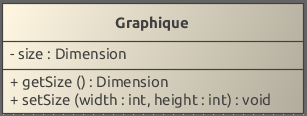 Graphique
- size : Dimension
+ getSize () : Dimension
+ setSize (width : int, height : int) : void